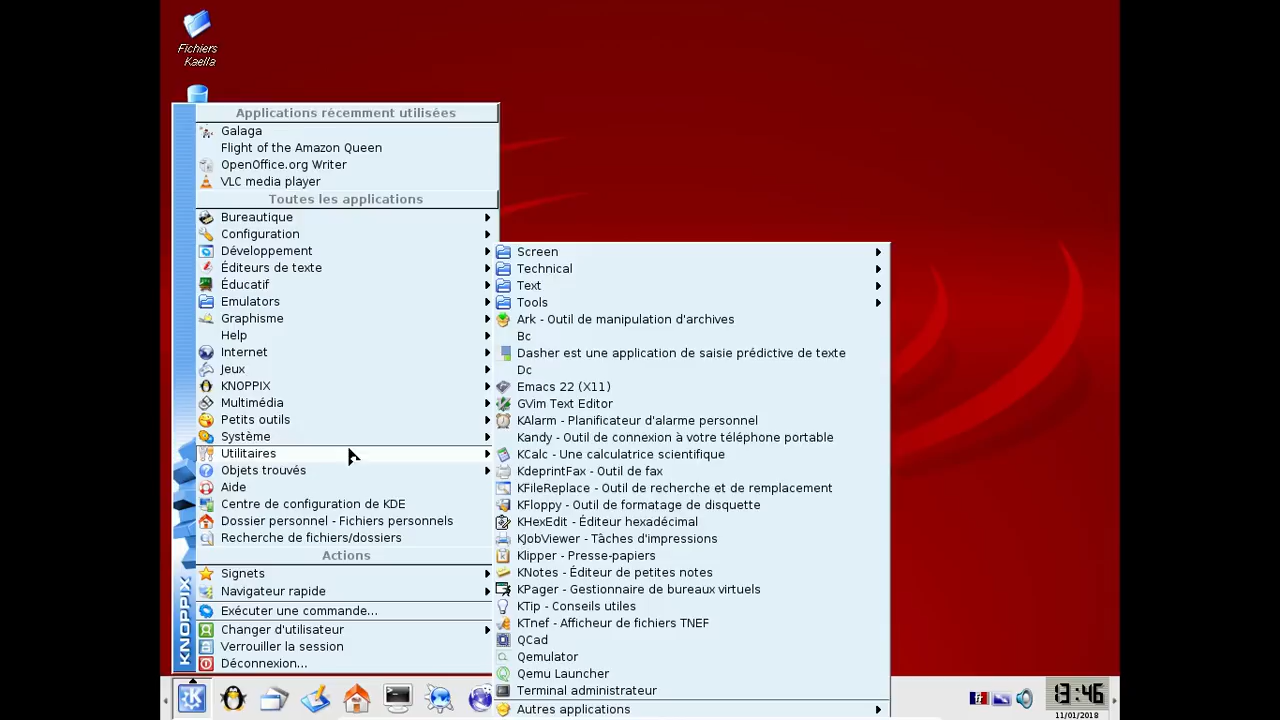 Fichiers
Kaella
Applications récemment utilisées
Galaga
Flight of the Amazon Queen
OpenOffice.org Writer
VLC media player
Toutes les applications
Bureautique
Configuration
Développement
Éditeurs de texte
Éducatif
Emulators
Graphisme
Help
Internet
Jeux
KNOPPIX
Multimédia
Petits outils
Système
Utilitaires
Objets trouvés
Aide
Centre de configuration de KDE
Dossier personnel - Fichiers personnels
Recherche de fichiers/dossiers
Actions
Signets
Navigateur rapide
Exécuter une commande...
Changer d'utilisateur
Verrouiller la session
Déconnexion...
KNOPPIX
Screen
Technical
Text
Tools
Ark - Outil de manipulation d'archives
Bc
Dasher est une application de saisie prédictive de texte
Dc
Emacs 22 (X11)
GVim Text Editor
KAlarm - Planificateur d'alarme personnel
Kandy - Outil de connexion à votre téléphone portable
KCalc - Une calculatrice scientifique
KdeprintFax - Outil de fax
KFileReplace - Outil de recherche et de remplacement
KFloppy - Outil de formatage de disquette
KHexEdit - Éditeur hexadécimal
KJobViewer - Tâches d'impressions
Klipper - Presse-papiers
KNotes - Éditeur de petites notes
KPager - Gestionnaire de bureaux virtuels
KTip - Conseils utiles
KTnef - Afficheur de fichiers TNEF
QCad
Qemulator
Qemu Launcher
Terminal administrateur
Autres applications
fr
13:46
11/01/2018